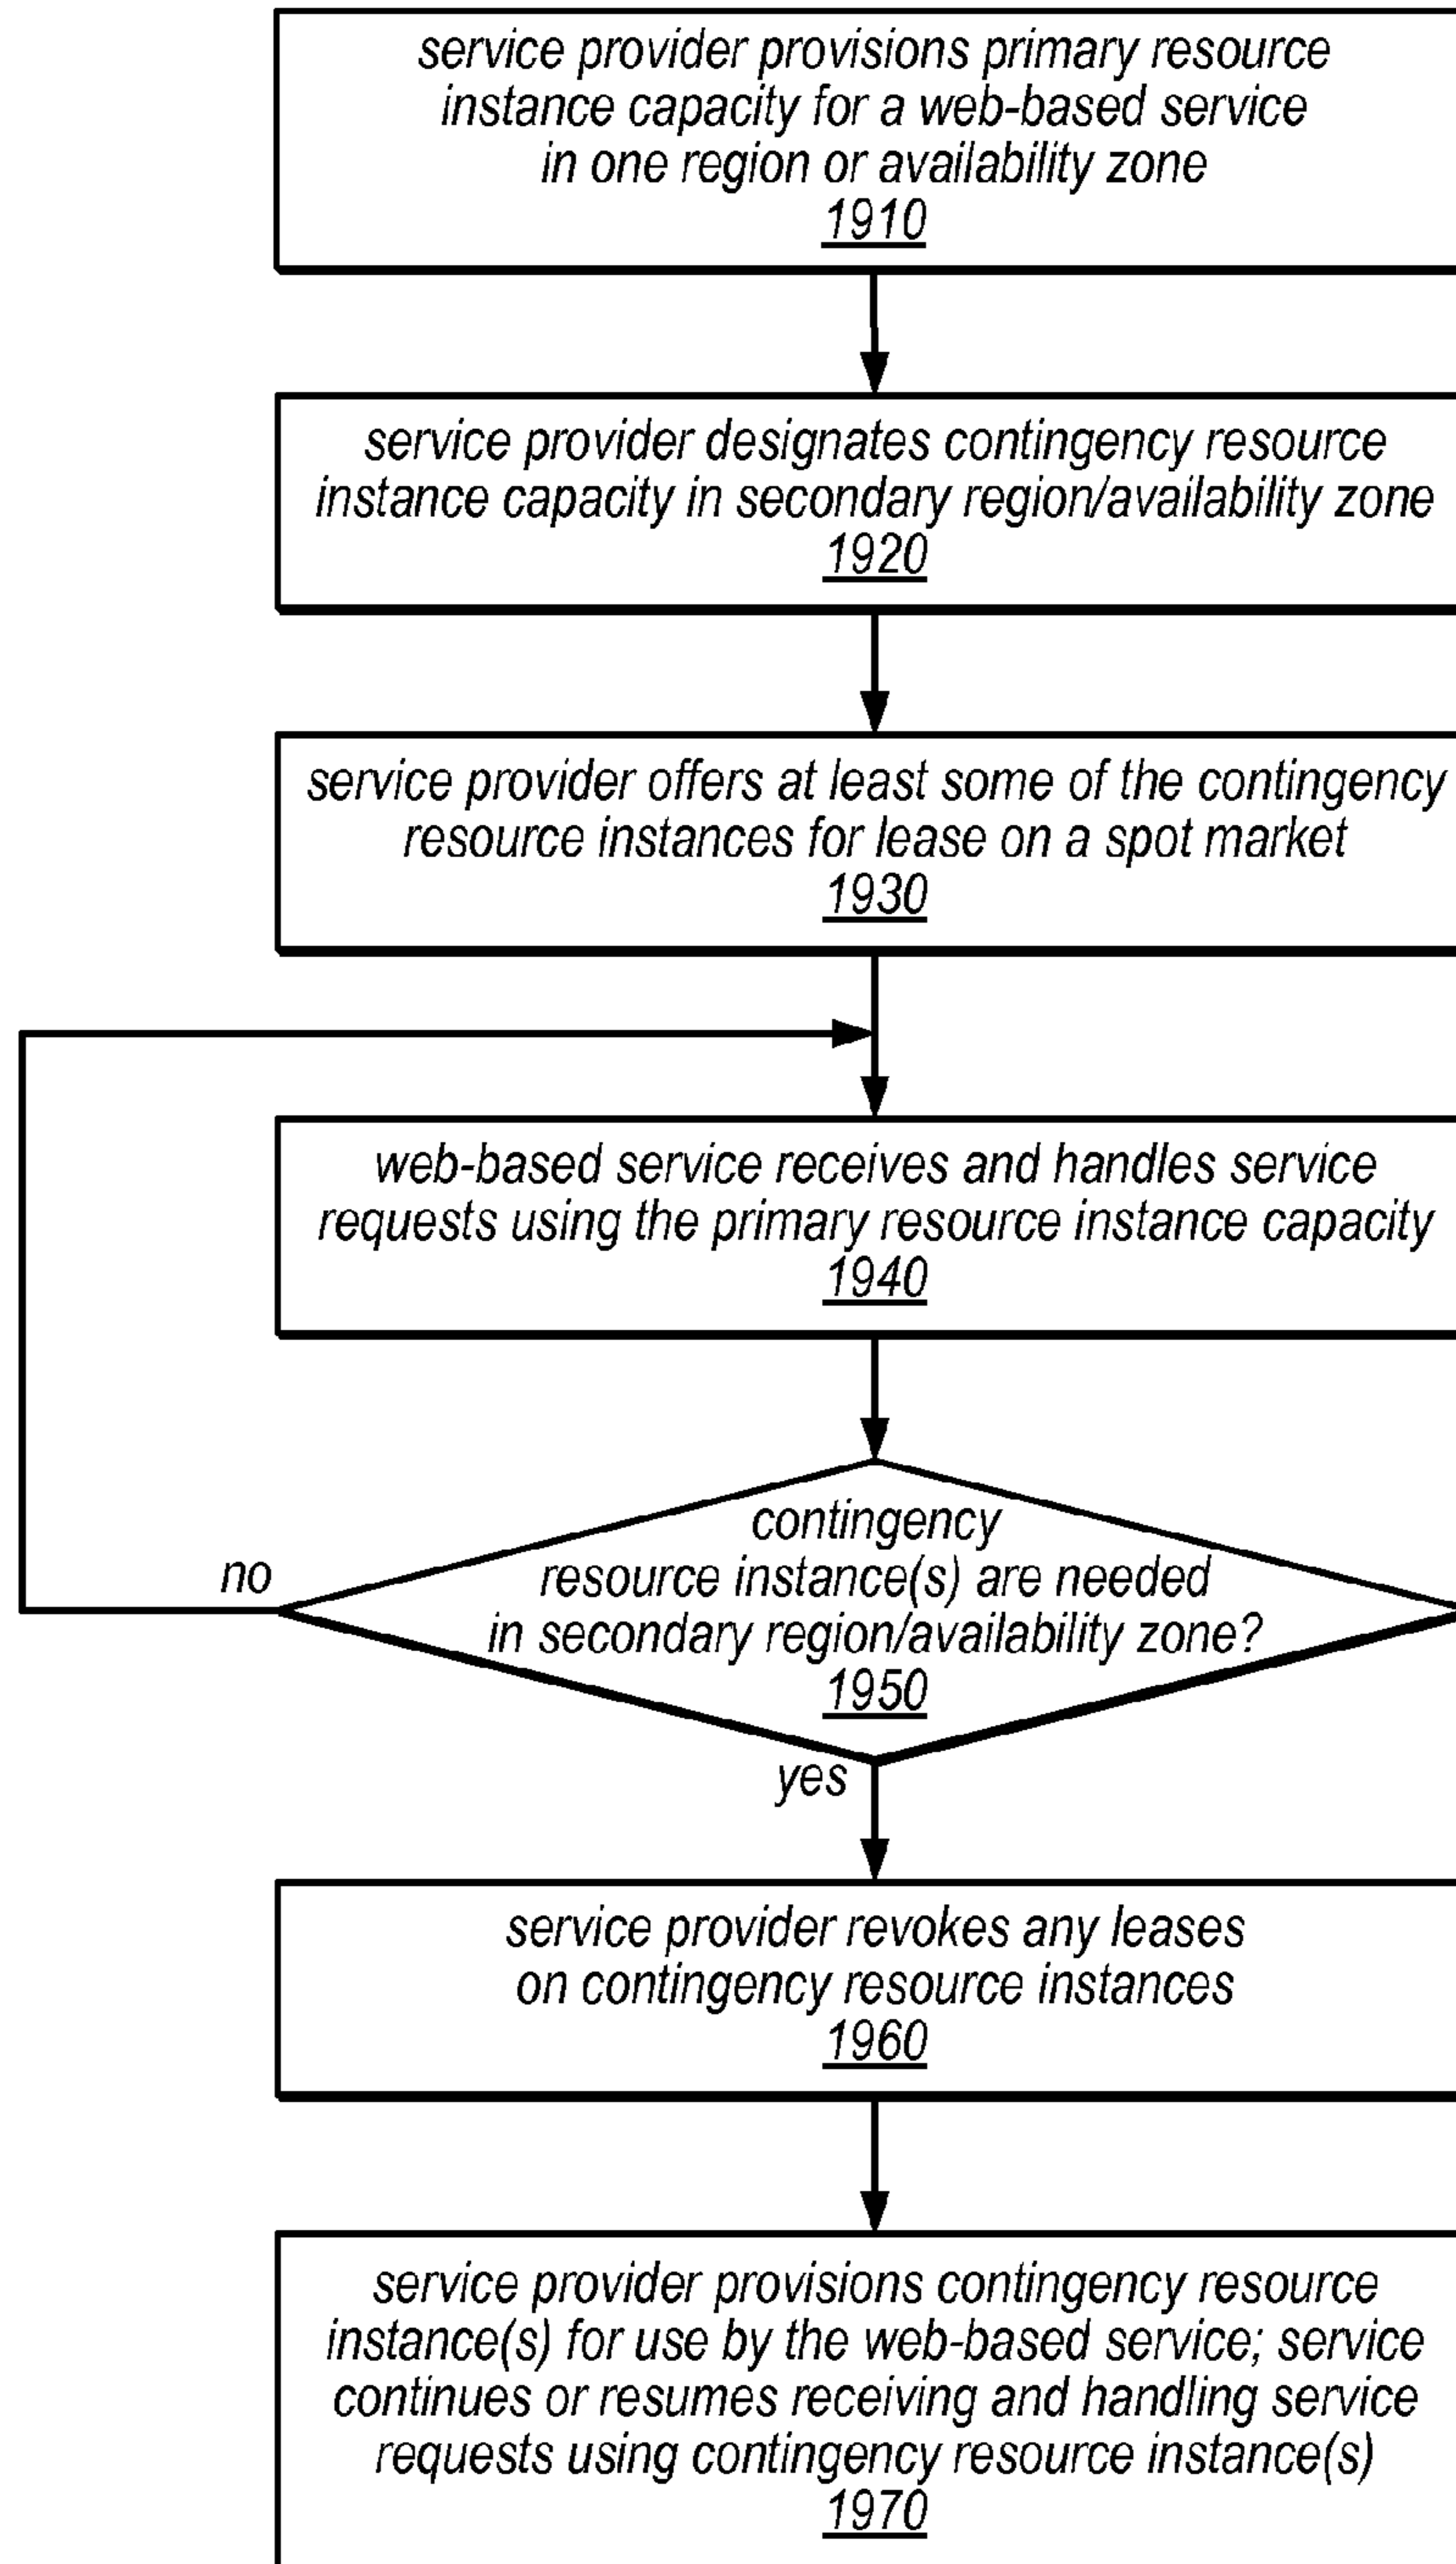 service provider provisions primary resource
instance capacity for a web-based service
in one region or availability zone
1910
service provider designates contingency resource
instance capacity in secondary region/availability zone
1920
service provider offers at least some of the contingency
resource instances for lease on a spot market
1930
web-based service receives and handles service
requests using the primary resource instance capacity
1940
contingency
resource instance(s) are needed
in secondary region/availability zone?
1950
no
yes
service provider revokes any leases
on contingency resource instances
1960
service provider provisions contingency resource
instance(s) for use by the web-based service; service
continues or resumes receiving and handling service
requests using contingency resource instance(s)
1970